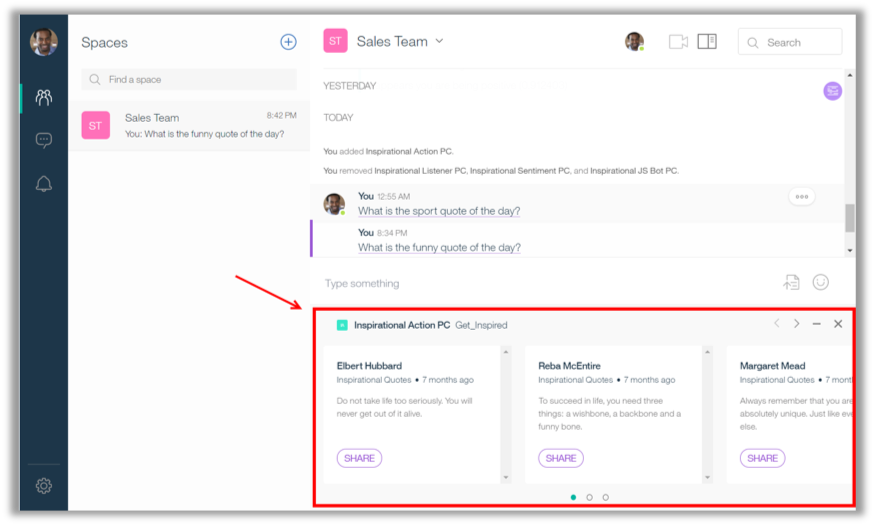 Spaces
Find a space
ST
Sales Team
8:42 PM
You: What is the funny quote of the day?
ST
Sales Team
Search
YESTERDAY
TODAY
You added Inspirational Action PC.
You removed Inspirational Listener PC, Inspirational Sentiment PC, and Inspirational JS Bot PC.
You 12:55 AM
What is the sport quote of the day?
You 8:34 PM
What is the funny quote of the day?
Type something
Inspirational Action PC Get_Inspired
Elbert Hubbard
Inspirational Quotes • 7 months ago
Do not take life too seriously. You will
never get out of it alive.
SHARE
Reba McEntire
Inspirational Quotes • 7 months ago
To succeed in life, you need three
things: a wishbone, a backbone and a
funny bone.
SHARE
Margaret Mead
Inspirational Quotes • 7 mont
Always remember that you are
absolutely unique. Just like eve
else.
SHARE